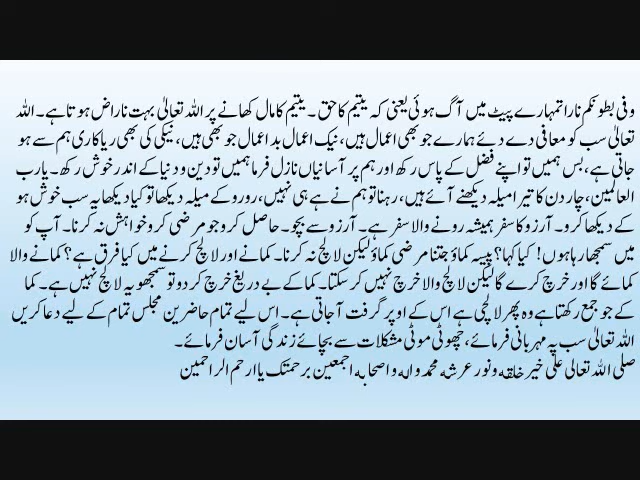 وفی بطونکم نارا تمہارے پیٹ میں آگ ہوئی یعنی کہ یتیم کا حق ۔ یتیم کا مال کھانے پر اللہ تعالیٰ بہت ناراض ہوتا ہے۔ اللہ
تعالیٰ سب کو معافی دے دئے ہمارے جو بھی اعمال ہیں، نیک اعمال بد اعمال جو بھی ہیں، نیکی کی بھی ریاکاری ہم سے ہو
جاتی ہے، بس ہمیں تو اپنے فضل کے پاس رکھ اور ہم پر آسانیاں نازل فرما ہمیں تو دین و دنیا کے اندر خوش رکھ۔ یارب
العالمین، چار دن کا تیرا میلہ دیکھنے آئے ہیں، رہنا تو ہم نے ہے ہی نہیں، رو رو کے میلہ دیکھا تو کیا دیکھا یہ سب خوش ہو
کے دیکھا کرو۔ آرزو کا سفر ہمیشہ رونے والا سفر ہے۔ آرزو سے بچو۔ حاصل کرو جو مرضی کرو خواہش نہ کرنا۔ آپ کو
میں سمجھا رہا ہوں! کیا کہا؟ پیسہ کماؤ جتنا مرضی کماؤ لیکن لالچ نہ کرنا۔ کمانے اور لالچ کرنے میں کیا فرق ہے؟ کمانے والا
کمائے گا اور خرچ کرے گا لیکن لالچ والا خرچ نہیں کر سکتا۔ کما کے بے دریغ خرچ کر دو تو سمجھو یہ لالچ نہیں ہے۔ کما
کے جو جمع رکھتا ہے وہ پھر لالچی ہے اس کے اوپر گرفت آجاتی ہے۔ اس لیے تمام حاضرین مجلس تمام کے لیے دعا کریں
اللہ تعالیٰ سب پہ مہربانی فرمائے، چھوٹی موٹی مشکلات سے بچائے زندگی آسان فرمائے۔
صلی اللہ تعالی علی خیر خلقه ونور عرشه محمد واله واصحابه اجمعین برحمتک یا ارحم الراحمین